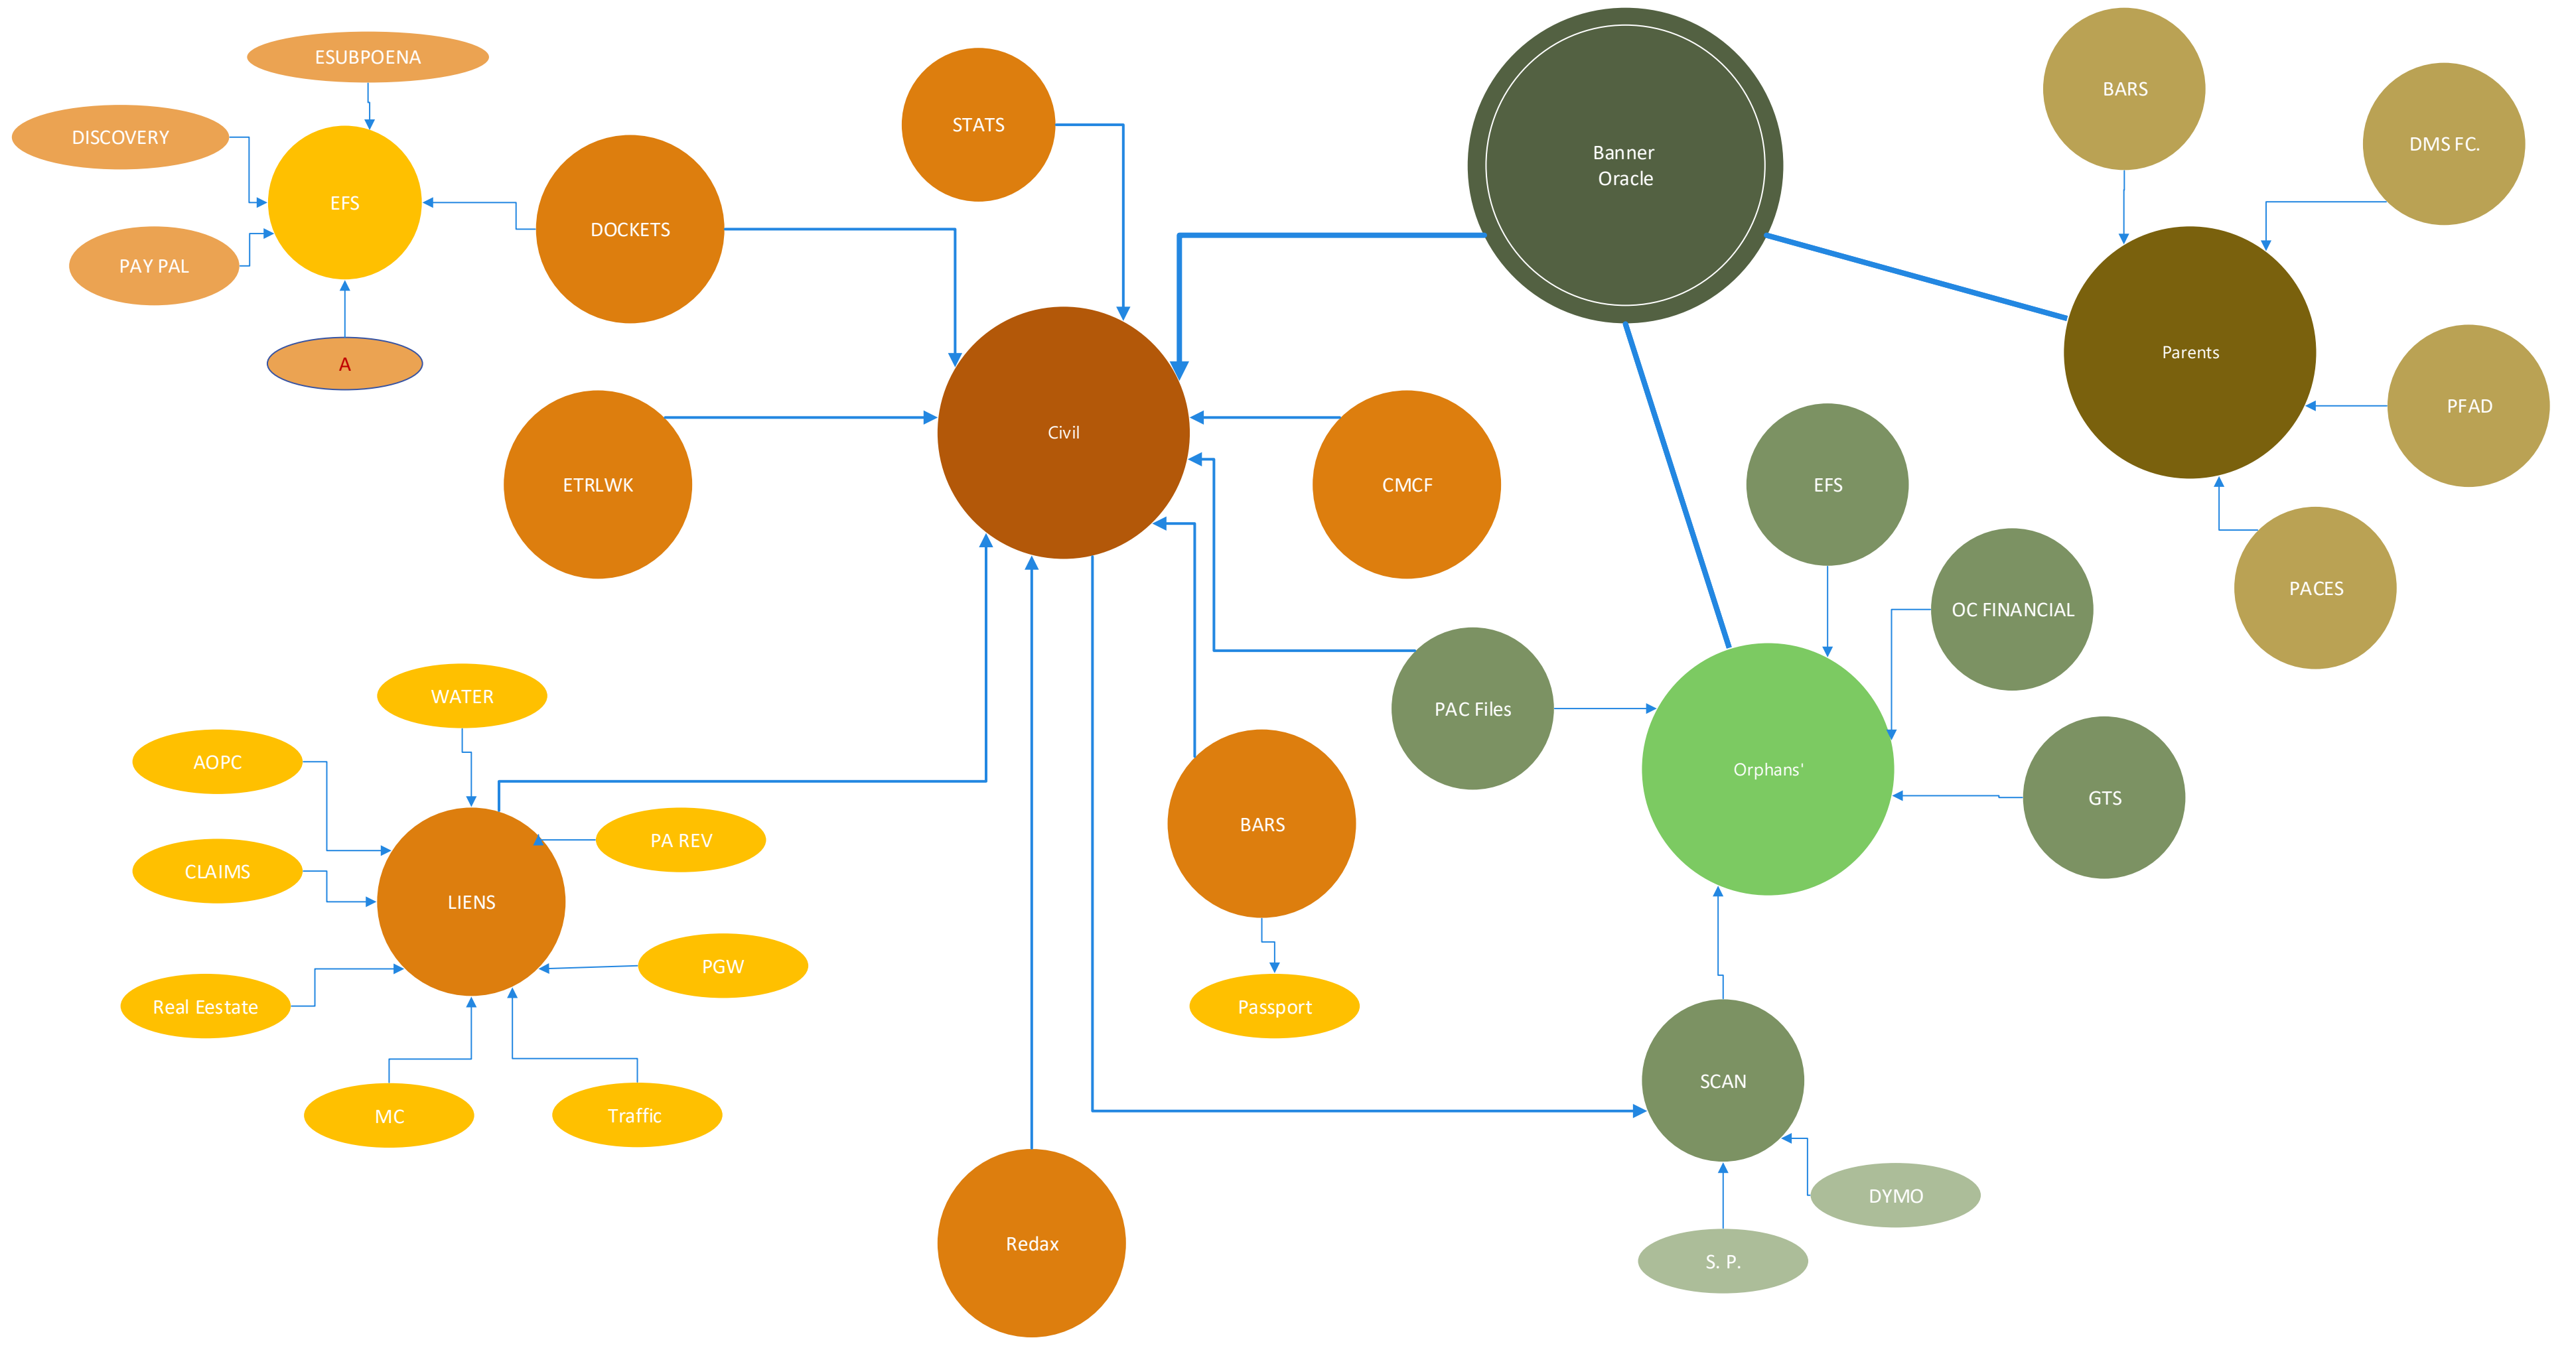 ESUBPOENA
DISCOVERY
EFS
PAY PAL
A
DOCKETS
STATS
Banner
Oracle
BARS
DMS FC.
Parents
PFAD
PACES
Civil
ETRLWK
CMCF
EFS
OC FINANCIAL
PAC Files
Orphans'
GTS
WATER
AOPC
CLAIMS
PA REV
LIENS
PGW
Real Eestate
MC
Traffic
BARS
Passport
SCAN
DYMO
S. P.
Redax